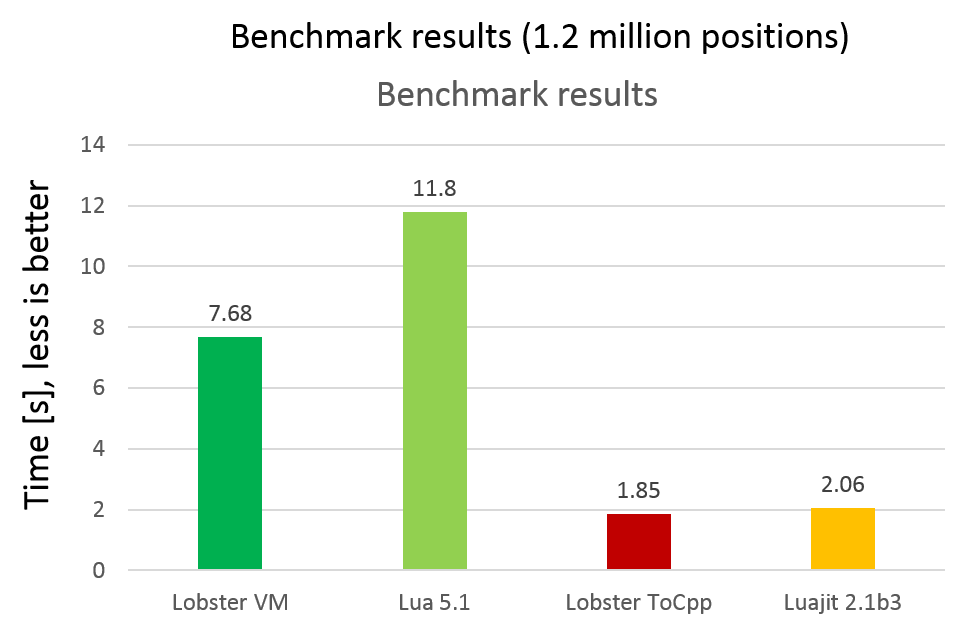 Benchmark results (1.2 million positions)
Benchmark results
Time [s], less is better
14
12
10
8
6
4
2
0
7.68
11.8
1.85
2.06
Lobster VM
Lua 5.1
Lobster ToCpp
Luajit 2.1b3